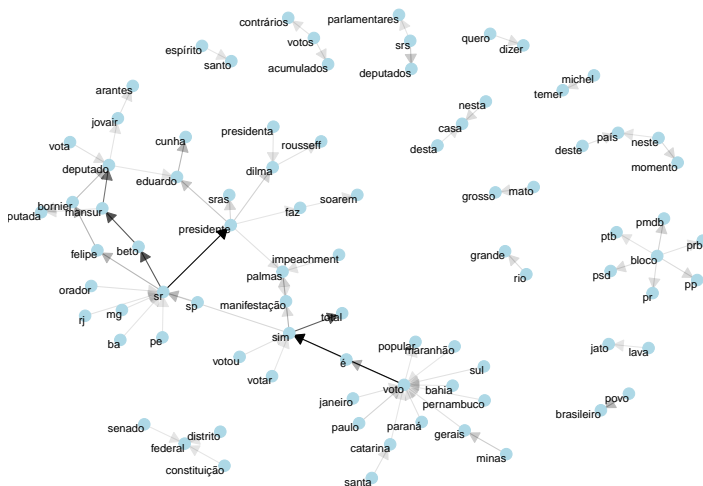 contrários
parlamentares
espírito
votos
srs
quero
dizer
santo
acumulados
deputados
michel
temer
arantes
nesta
jovair
presidenta
casa
país
neste
vota
cunha
rousseff
desta
deste
momento
deputado
dilma
eduardo
sras
soarem
grosso
mato
bornier
putada
mansur
faz
pmdb
presidente
ptb
prb
felipe
beto
impeachment
grande
bloco
palmas
psd
rio
pp
orador
sr
pr
sp
manifestação
rj
mg
total
ba
pe
sim
popular
maranhão
jato
lava
votou
é
sul
votar
voto
bahia
janeiro
pernambuco
povo
brasileiro
senado
distrito
paulo
paraná
gerais
federal
catarina
minas
constituição
santa